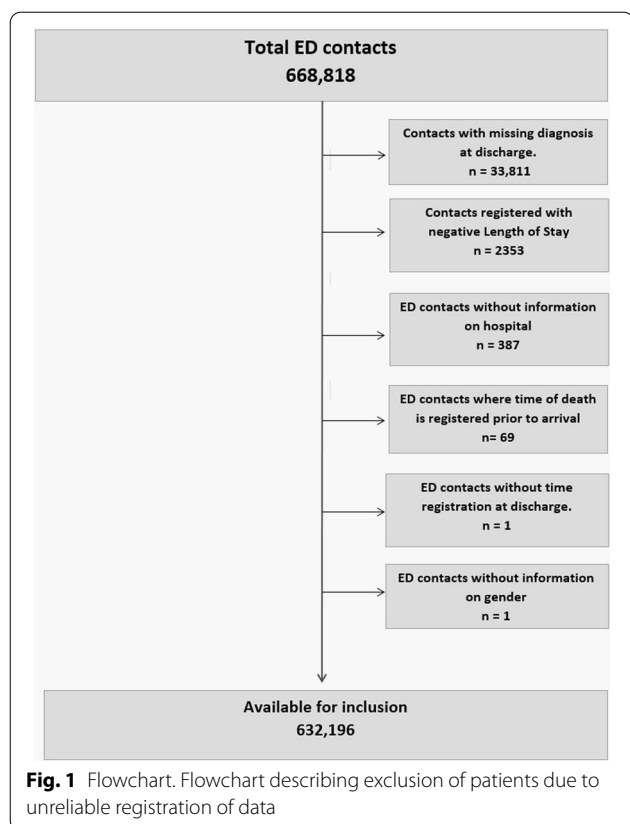 Total ED contacts
668,818
Contacts with missing diagnosis
at discharge.
n = 33,811
Contacts registered with
negative Length of Stay
n = 2353
ED contacts without information
on hospital
n = 387
ED contacts where time of death
is registered prior to arrival
n= 69
ED contacts without time
registration at discharge.
n = 1
ED contacts without information
on gender
n = 1
Available for inclusion
632,196
Fig. 1 Flowchart. Flowchart describing exclusion of patients due to
unreliable registration of data